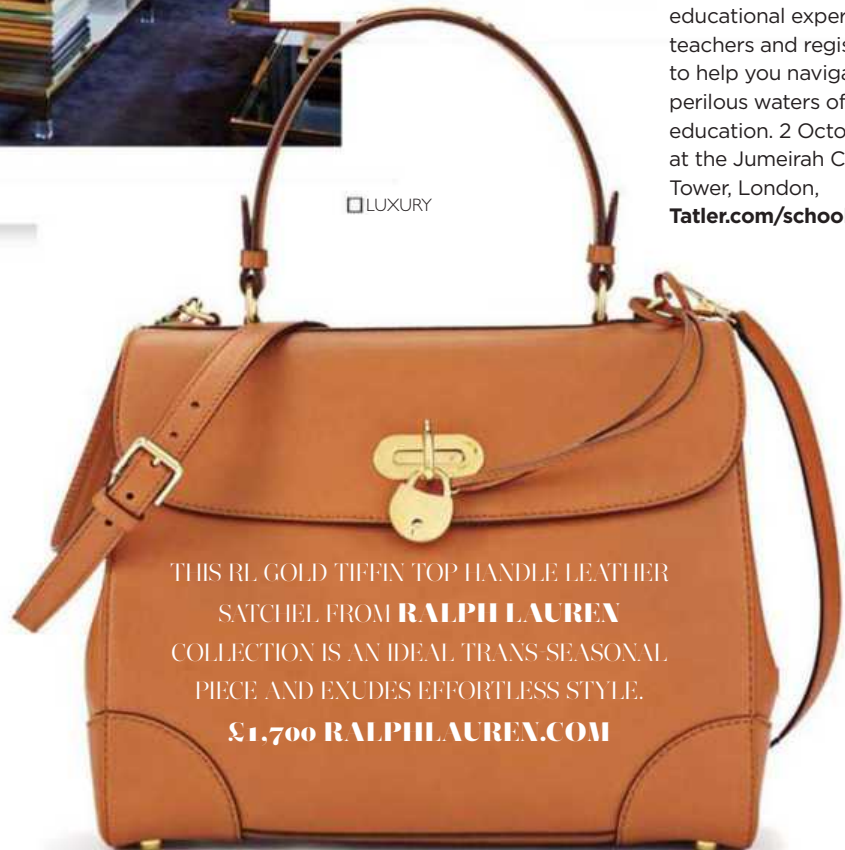 educational exper
teachers and regis
to help you naviga
perilous waters of
education. 2 Octo
at the Jumeirah C
Tower, London,
Tatler.com/schoo
LUXURY
THIS RL GOLD TIFFIN TOP HANDLE LEATHER
SATCHEL FROM RALPH LAUREN
COLLECTION IS AN IDEAL TRANS-SEASONAL
PIECE AND EXUDES EFFORTLESS STYLE.
£1,700 RALPHLAUREN.COM